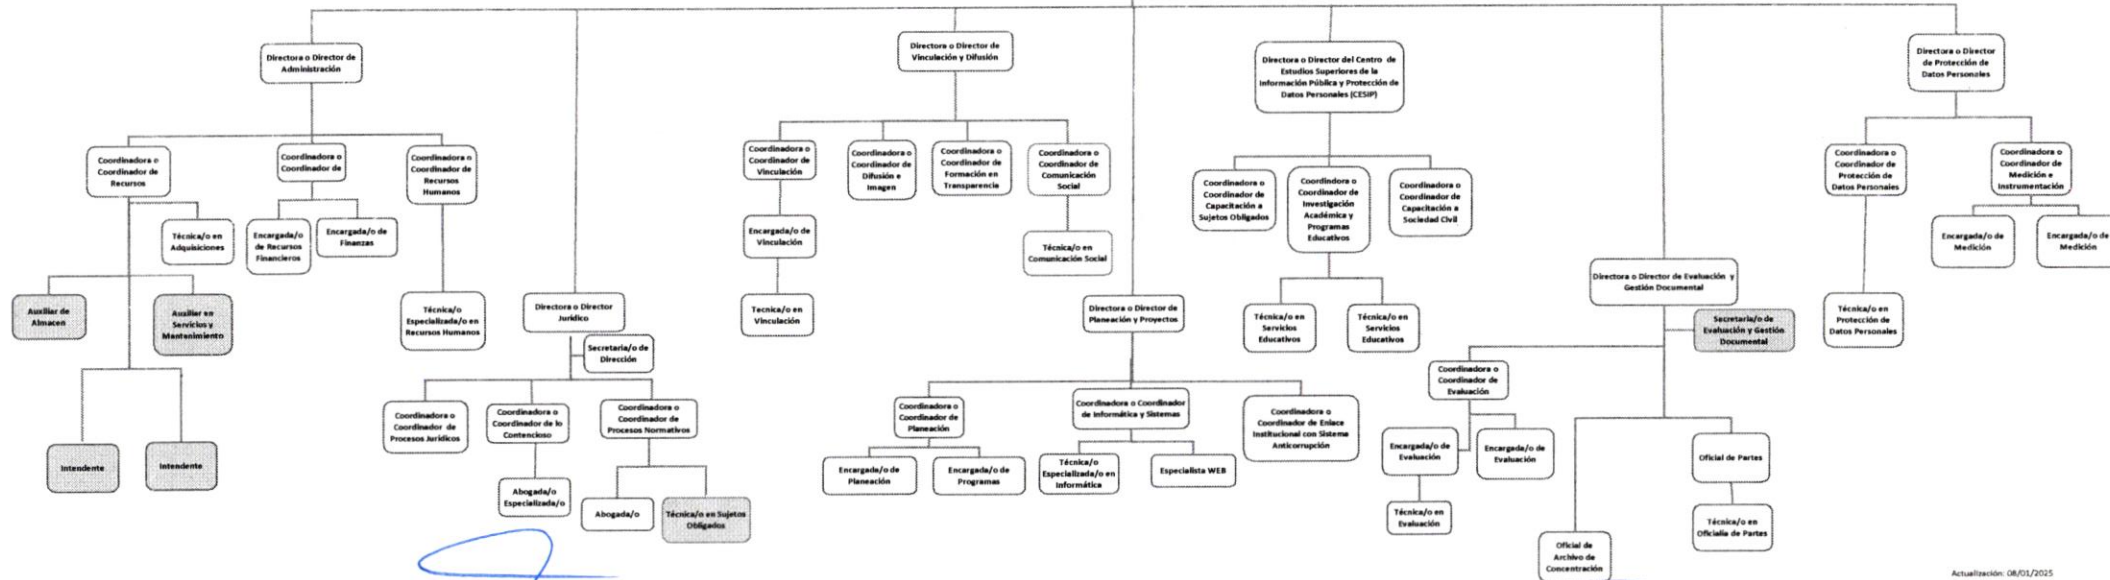 Directora o Director de
Administración
Directora o Director de
Vinculación y Difusión
Directora o Director del Centro de
Estudios Superiores de la
Información Pública y Protección de
Datos Personales (CESIP)
Directora o Director
de Protección de
Datos Personales
Coordinadora o
Coordinador de
Recursos
Coordinadora o
Coordinador de
Coordinadora o
Coordinador de
Recursos
Humanos
Coordinadora o
Coordinador de
Vinculación
Coordinadora o
Coordinador de
Difusión e
Imagen
Coordinadora o
Coordinador de
Formación en
Transparencia
Coordinadora o
Coordinador de
Comunicación
Social
Coordinadora o
Coordinador de
Capacitación a
Sujetos Obligados
Coordindora o
Coordinador de
Investigación
Académica y
Programas
Educativos
Coordinadora o
Coordinador de
Capacitación a
Sociedad Civil
Coordinadora o
Coordinador de
Protección de
Datos Personales
Coordinadora o
Coordinador de
Medición e
Instrumentación
Técnica/o en
Adquisiciones
Encargada/o
de Recursos
Financieros
Encargada/o de
Finanzas
Encargada/o de
Vinculación
Técnica/o en
Comunicación Social
Encargada/o de
Medición
Encargada/o de
Medición
Auxiliar de
Almacen
Auxiliar en
Servicios y
Mantenimiento
Técnica/o
Especializada/o en
Recursos Humanos
Directora o Director
Jurídico
Secretaria/o de
Dirección
Tecnica/o en
Vinculación
Directora o Director de
Planeación y Proyectos
Técnica/o en
Servicios
Educativos
Técnica/o en
Servicios
Educativos
Directora o Director de Evaluación y
Gestión Documental
Secretaria/o de
Evaluación y Gestión
Documental
Técnica/o en
Protección de
Datos Personales
Intendente
Intendente
Coordinadora o
Coordinador de
Procesos Jurídicos
Coordinadora o
Coordinador de lo
Contencioso
Coordinadora o
Coordinador de
Procesos Normativos
Abogada/o
Especializada/o
Abogada/o
Técnica/o en Sujetos
Obligados
Coordinadora o
Coordinador de
Planeación
Coordinadora o Coordinador
de Informática y Sistemas
Coordinadora o
Coordinador de Enlace
Institucional con Sistema
Anticorrupción
Encargada/o de
Planeación
Encargada/o de
Programas
Técnica/o
Especializada/o en
Informática
Especialista WEB
Coordinadora o
Coordinador de
Evaluación
Encargada/o de
Evaluación
Encargada/o de
Evaluación
Técnica/o en
Evaluación
Oficial de Partes
Técnica/o en
Oficialía de Partes
Oficial de
Archivo de
Concentración
Actualización: 08/01/2025